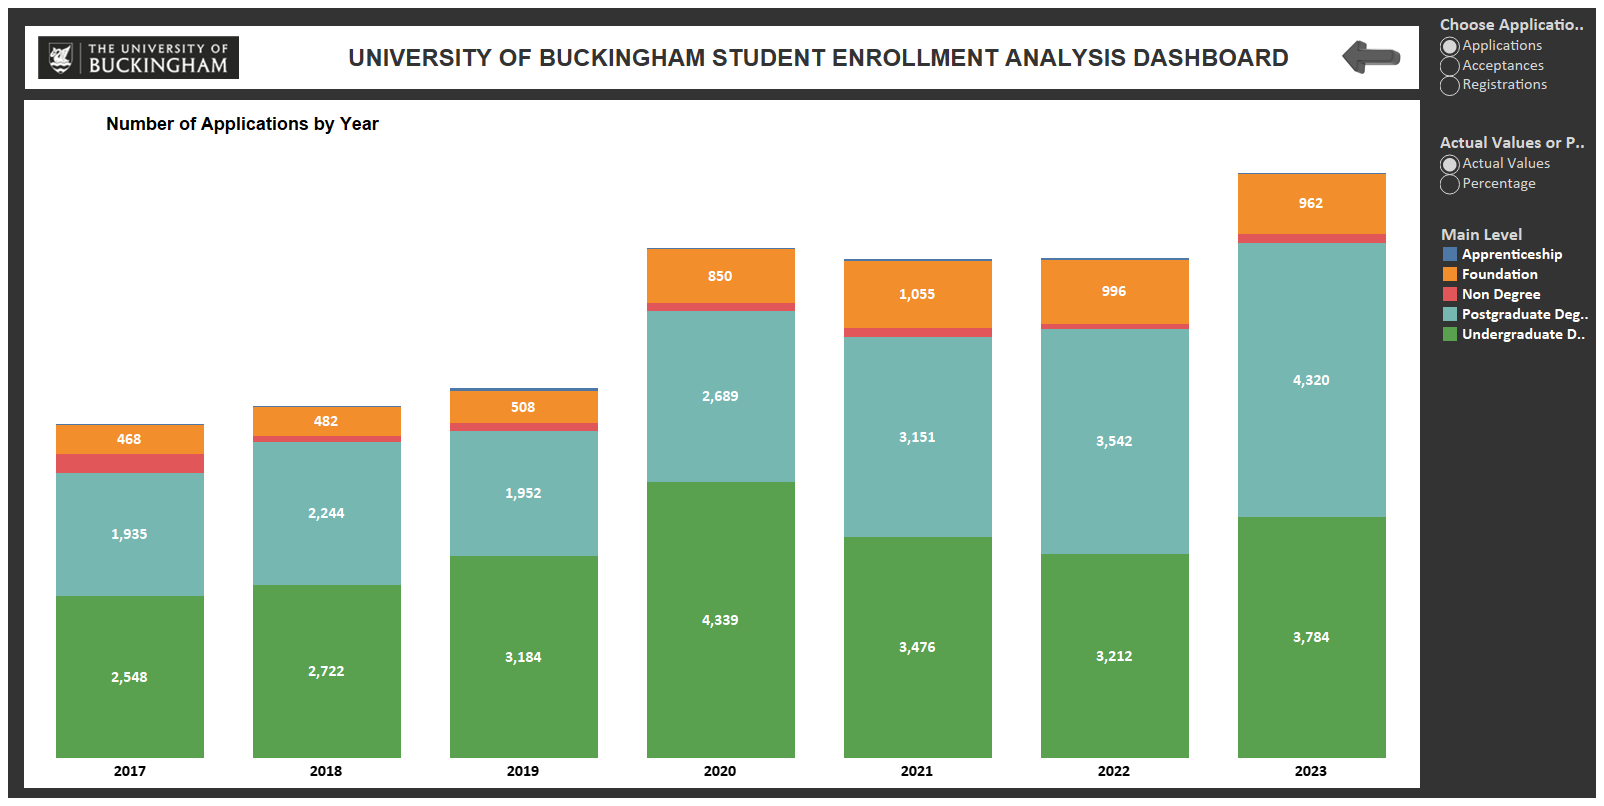 THE UNIVERSITY OF
BUCKINGHAM
UNIVERSITY OF BUCKINGHAM STUDENT ENROLLMENT ANALYSIS DASHBOARD
Number of Applications by Year
468
1,935
2,548
2017
482
2,244
2,722
2018
508
1,952
3,184
2019
850
2,689
4,339
2020
1,055
3,151
3,476
2021
996
3,542
3,212
2022
962
4,320
3,784
2023
Choose Applicatio..
Applications
Acceptances
Registrations
Actual Values or P..
Actual Values
Percentage
Main Level
Apprenticeship
Foundation
Non Degree
Postgraduate Deg..
Undergraduate D..